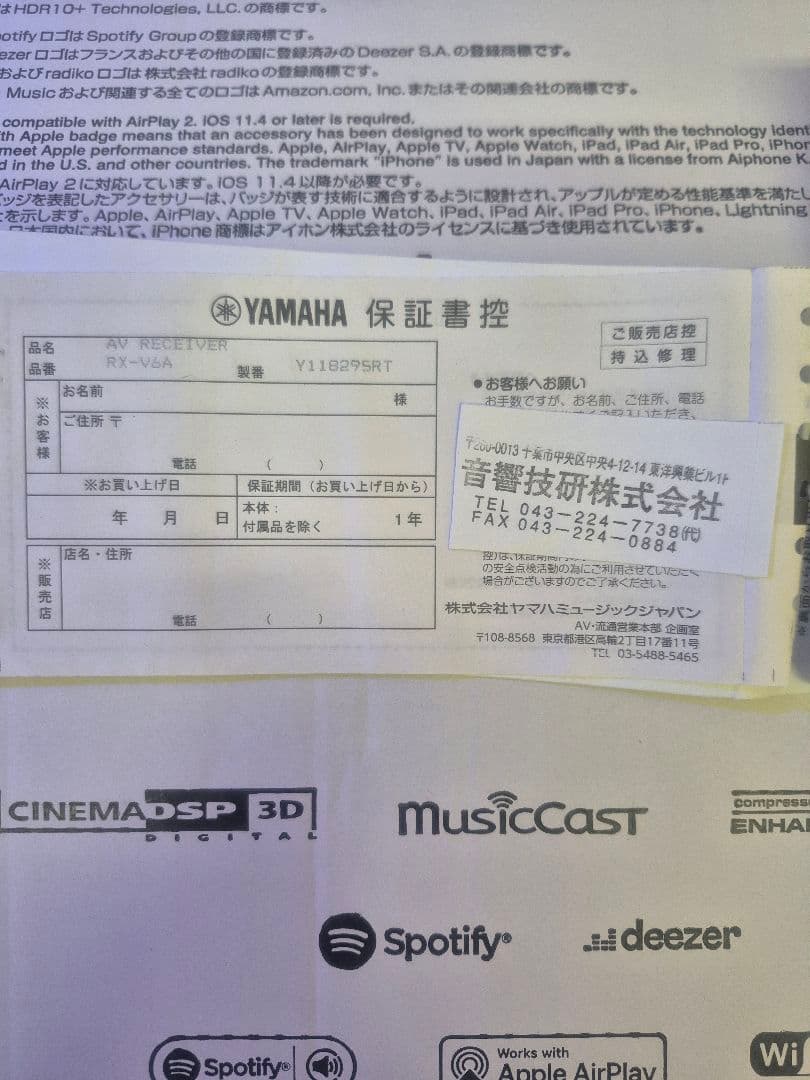 はHDR10+ Technologies, LLC.の商標です。
potifyロゴはSpotify Groupの登録商標です。
ezerロゴはフランスおよびその他の国に登録済みのDeezer S.A.の登録商標です。
およびradikoロゴは株式会社radikoの登録商標です。
Musicおよび関連する全てのロゴはAmazon.com, Inc.またはその関連会社の商標です。
compatible with AirPlay 2. iOS 11.4 or later is required.
ith Apple badge means that an accessory has been designed to work specifically with the technology ident
meet Apple performance standards. Apple, AirPlay, Apple TV, Apple Watch, iPad, iPad Air, iPad Pro, iPhon
d in the U.S. and other countries. The trademark "iPhone" is used in Japan with a license from Aiphone K.
AirPlay 2に対応しています。iOS 11.4以降が必要です。
ッジを表記したアクセサリーは、バッジが表す技術に適合するように設計され、アップルが定める性能基準を満たし
を示します。Apple、AirPlay、Apple TV、Apple Watch、iPad、iPad Air、iPad Pro、iPhone、Lightning
日本国内において、iPhone商標はアイホン株式会社のライセンスに基づき使用されています。
YAMAHA 保証書控
ご販売店控
持込修理
品名 AV RECEIVER
品番 RX-V6A 製番 Y118295RT
※お客様
お名前 様
ご住所 〒
電話 ( )
※お買い上げ日 保証期間(お買い上げ日から)
年 月 日 本体: 付属品を除く 1年
※販売店
店名・住所
電話 ( )
●お客様へお願い
お手数ですが、お名前、ご住所、電話
〒260-0013 千葉市中央区中央4-12-14 東洋興業ビル1F
音響技研株式会社
TEL 043-224-7738(代)
FAX 043-224-0884
の安全点検活動の為にご利用させていただく
場合がございますのでご了承ください。
株式会社ヤマハミュージックジャパン
AV・流通営業本部 企画室
〒108-8568 東京都港区高輪2丁目17番11号
TEL 03-5488-5465
CINEMA DSP 3D
DIGITAL
MusicCast
compress
ENHA
Spotify®
deezer
Spotify®
Works with
Apple AirPlay
Wi